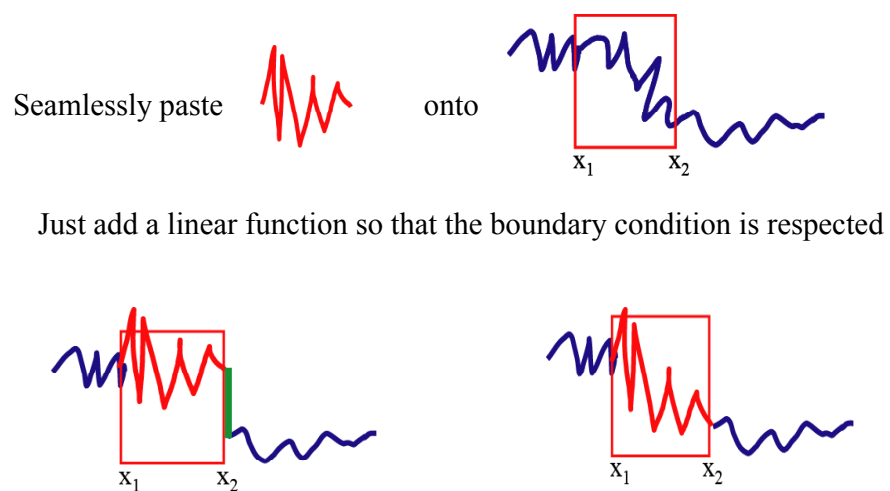 Seamlessly paste onto
x₁ x₂
Just add a linear function so that the boundary condition is respected
x₁ x₂ x₁ x₂